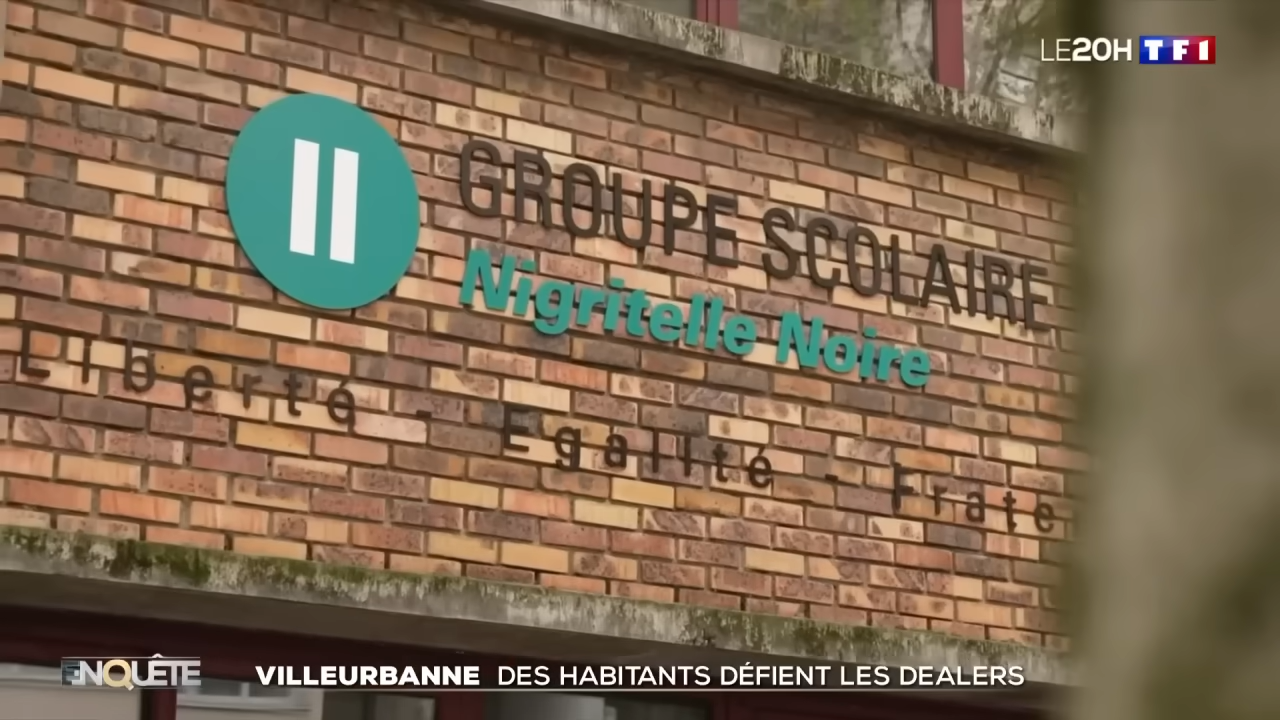 LE20H TF1
GROUPE SCOLAIRE
Nigritelle Noire
Liberté - Egalité - Frate
ENQUÊTE
VILLEURBANNE DES HABITANTS DÉFIENT LES DEALERS